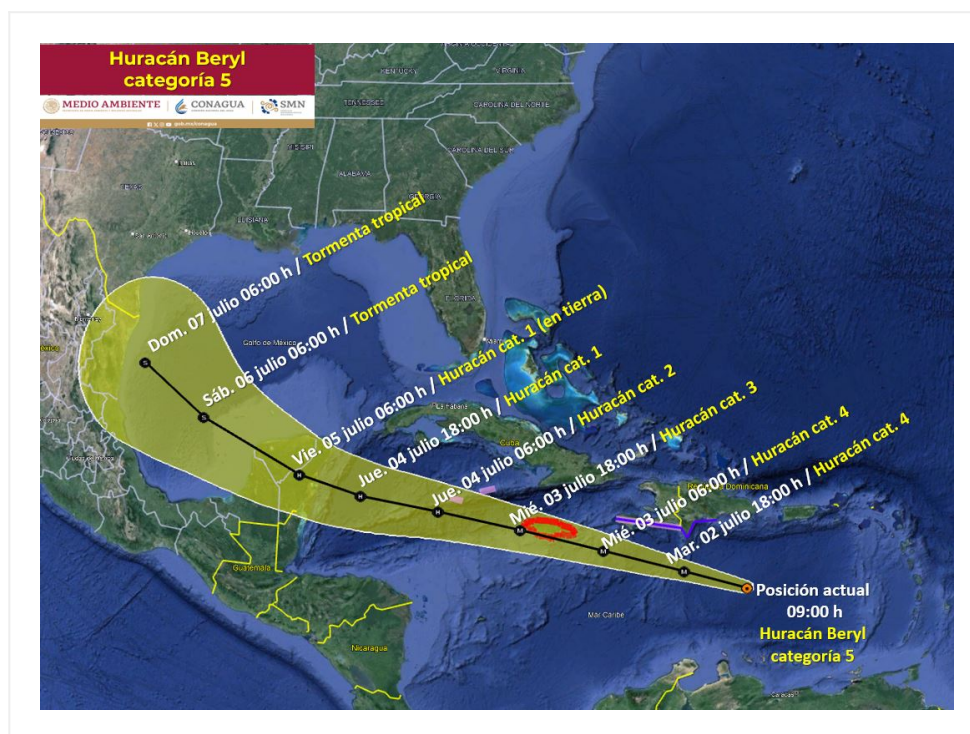 Huracán Beryl
categoría 5
MEDIO AMBIENTE
CONAGUA
SMN
KENTUCKY
VIRGINIA
TENNESSEE
CAROLINA DEL NORTE
MISISIPI
CAROLINA DEL SUR
ALABAMA
GEORGIA
LUISIANA
FLORIDA
Golfo de México
La Habana
Cuba
República Dominicana
Guatemala
Nicaragua
Mar Caribe
Caracas
Dom. 07 julio 06:00 h / Tormenta tropical
Sáb. 06 julio 06:00 h / Tormenta tropical
Vie. 05 julio 06:00 h / Huracán cat. 1 (en tierra)
Jue. 04 julio 18:00 h / Huracán cat. 1
Jue. 04 julio 06:00 h / Huracán cat. 2
Mié. 03 julio 18:00 h / Huracán cat. 3
Mié. 03 julio 06:00 h / Huracán cat. 4
Mar. 02 julio 18:00 h / Huracán cat. 4
S
S
H
H
H
M
M
M
Posición actual
09:00 h
Huracán Beryl
categoría 5